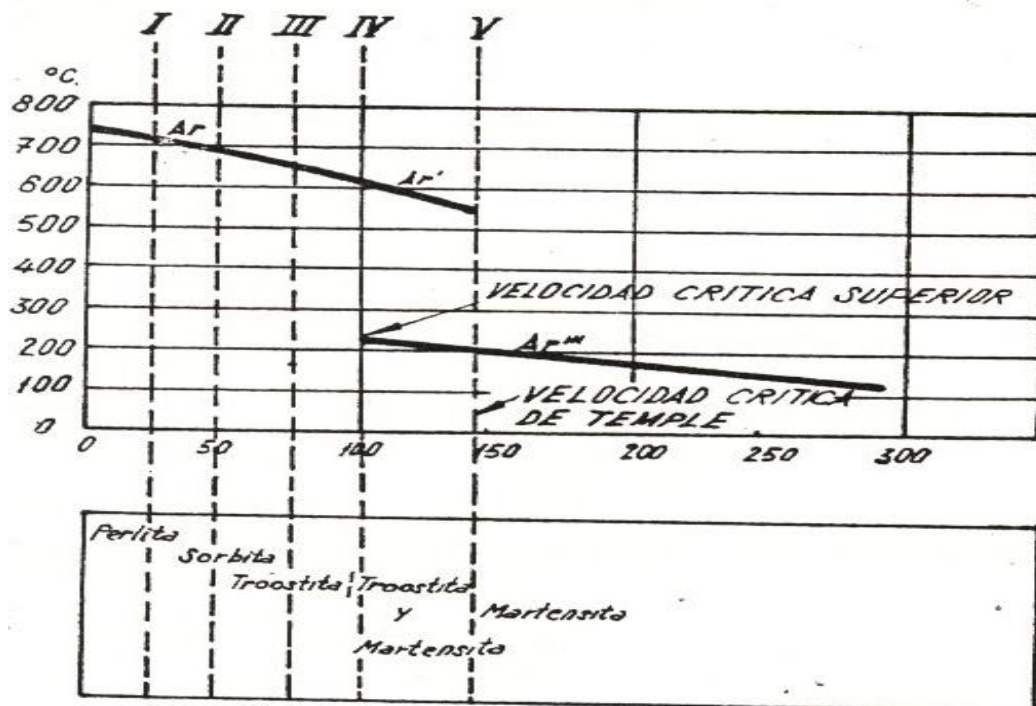 I II III IV V
°C.
800
700
600
500
400
300
200
100
0
Ar
Ar'
VELOCIDAD CRITICA SUPERIOR
Ar'''
VELOCIDAD CRITICA
DE TEMPLE
0 50 100 150 200 250 300
Perlita
Sorbita
Troostita Troostita
y
Martensita
Martensita